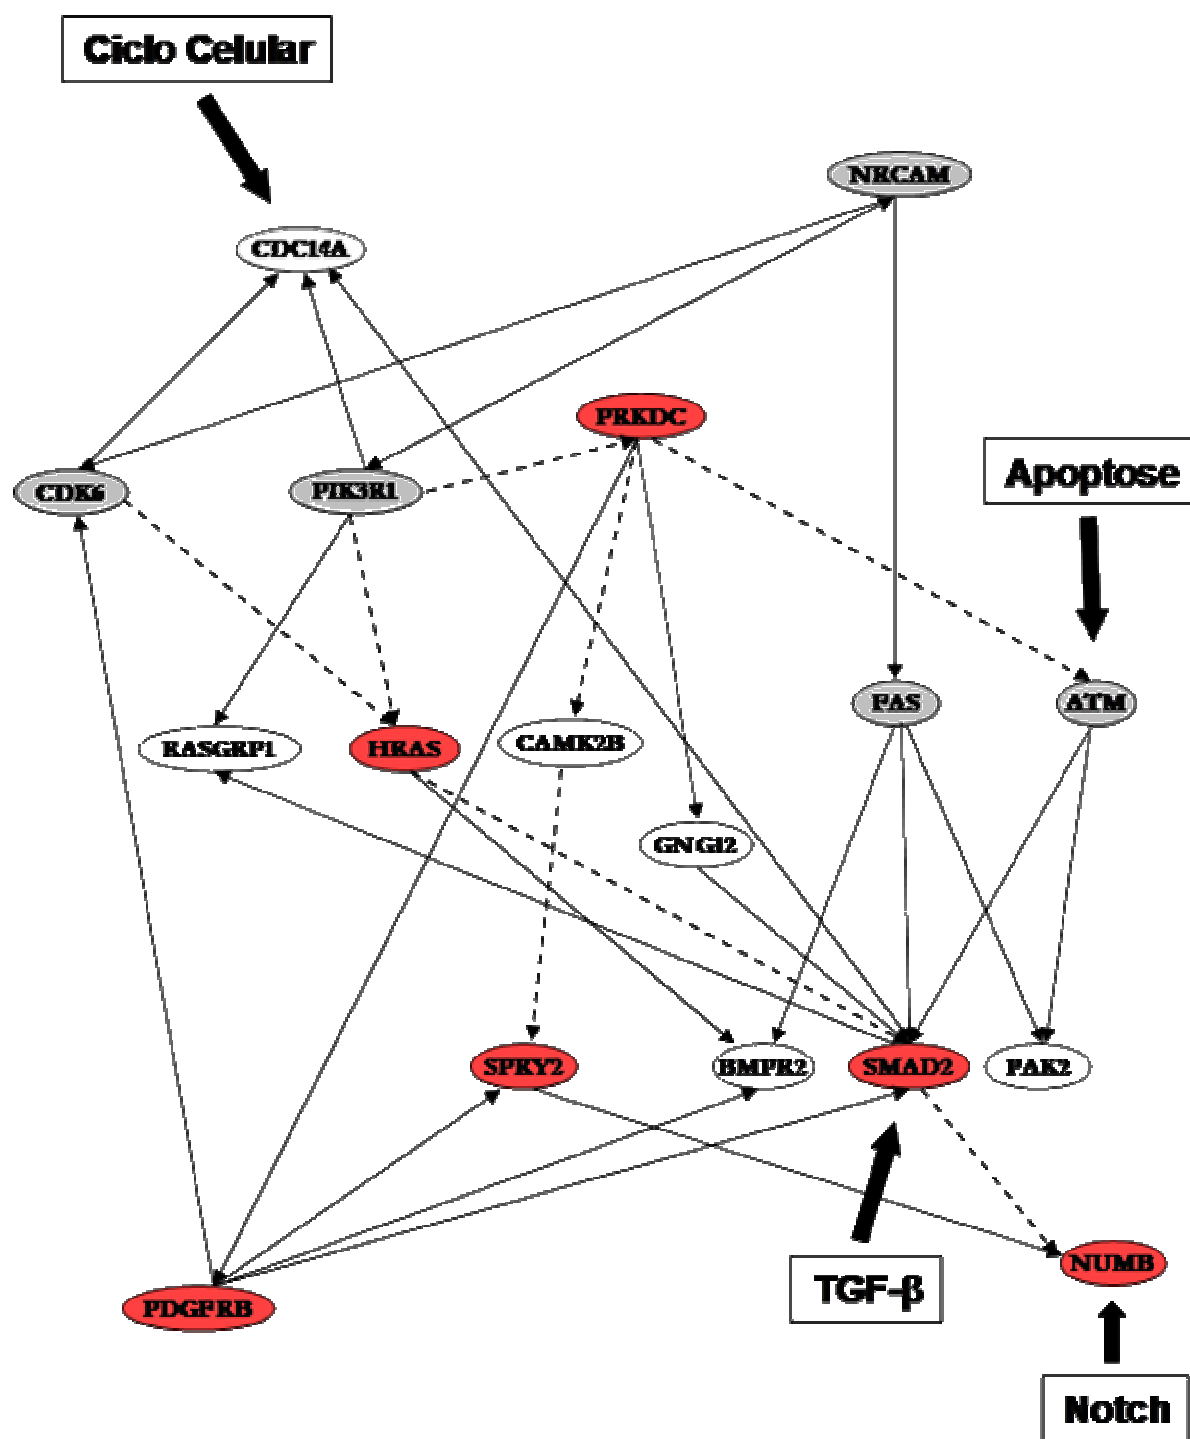 Ciclo Celular
NRCAM
CDC14A
PRKDC
Apoptose
CDK6
PIK3R1
FAS
ATM
RASGRP1
HRAS
CAMK2B
GNG12
SPRY2
BMPR2
SMAD2
PAK2
TGF-β
NUMB
PDGFRB
Notch